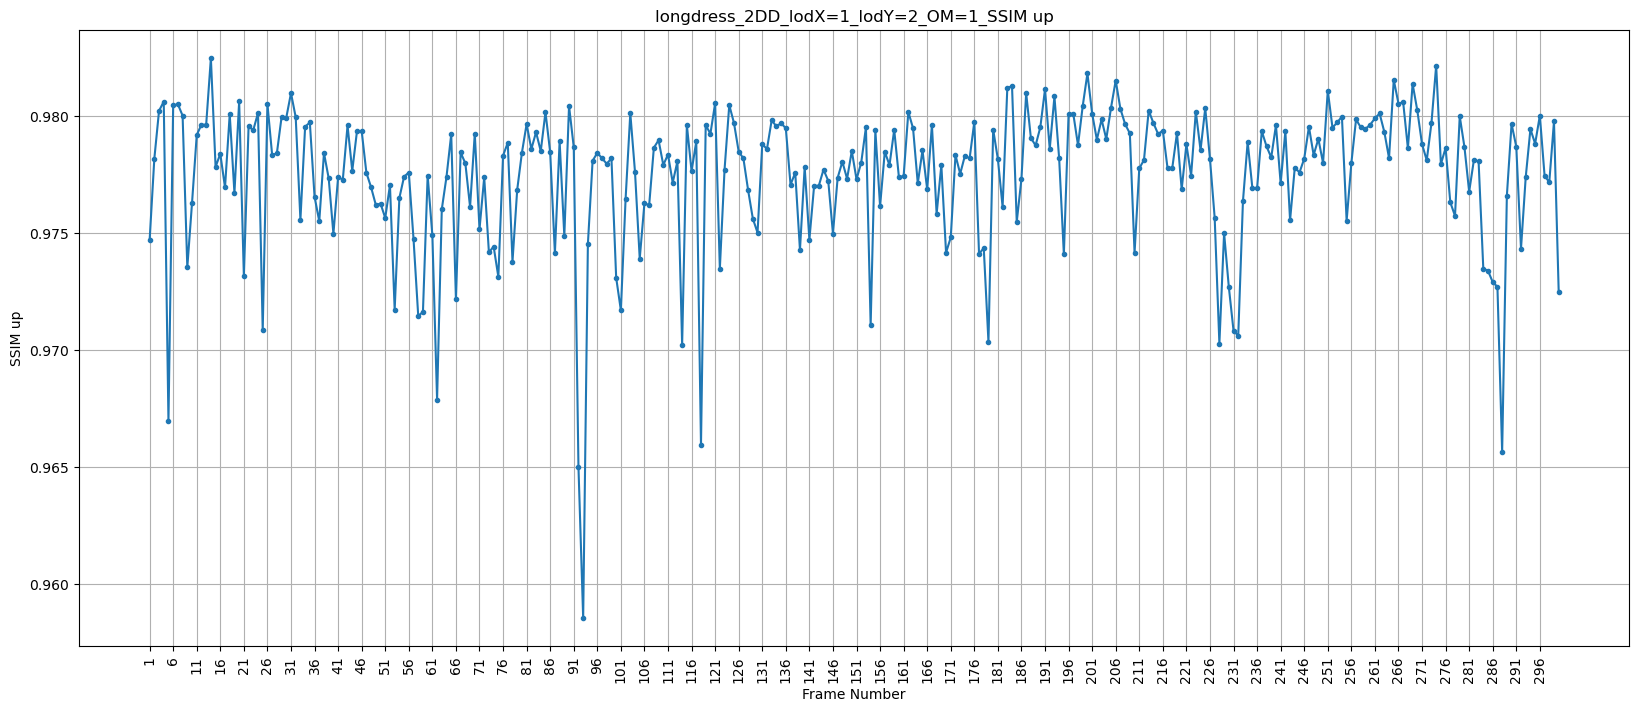 longdress_2DD_lodX=1_lodY=2_OM=1_SSIM up
0.980
0.975
0.970
0.965
0.960
SSIM up
1 6 11 16 21 26 31 36 41 46 51 56 61 66 71 76 81 86 91 96 101 106 111 116 121 126 131 136 141 146 151 156 161 166 171 176 181 186 191 196 201 206 211 216 221 226 231 236 241 246 251 256 261 266 271 276 281 286 291 296
Frame Number